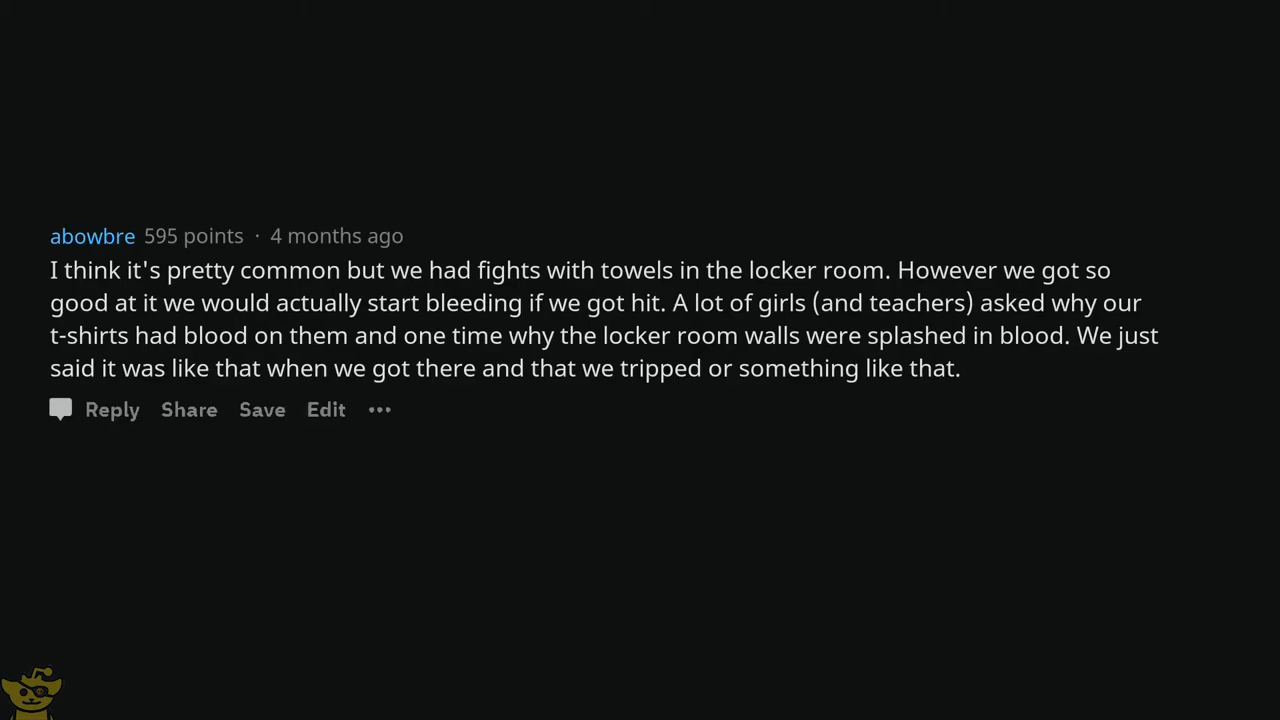 abowbre 595 points · 4 months ago
I think it's pretty common but we had fights with towels in the locker room. However we got so
good at it we would actually start bleeding if we got hit. A lot of girls (and teachers) asked why our
t-shirts had blood on them and one time why the locker room walls were splashed in blood. We just
said it was like that when we got there and that we tripped or something like that.
Reply Share Save Edit •••